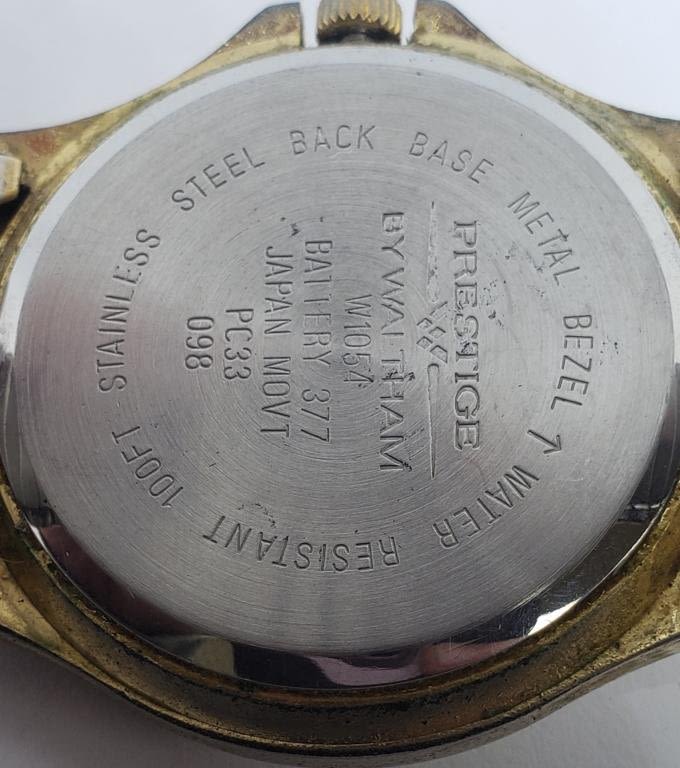 PRESTIGE
BY WALTHAM
W1054
BATTERY 377
JAPAN MOVT
PC33
098
WATER RESISTANT 100FT STAINLESS STEEL BACK BASE METAL BEZEL ↑